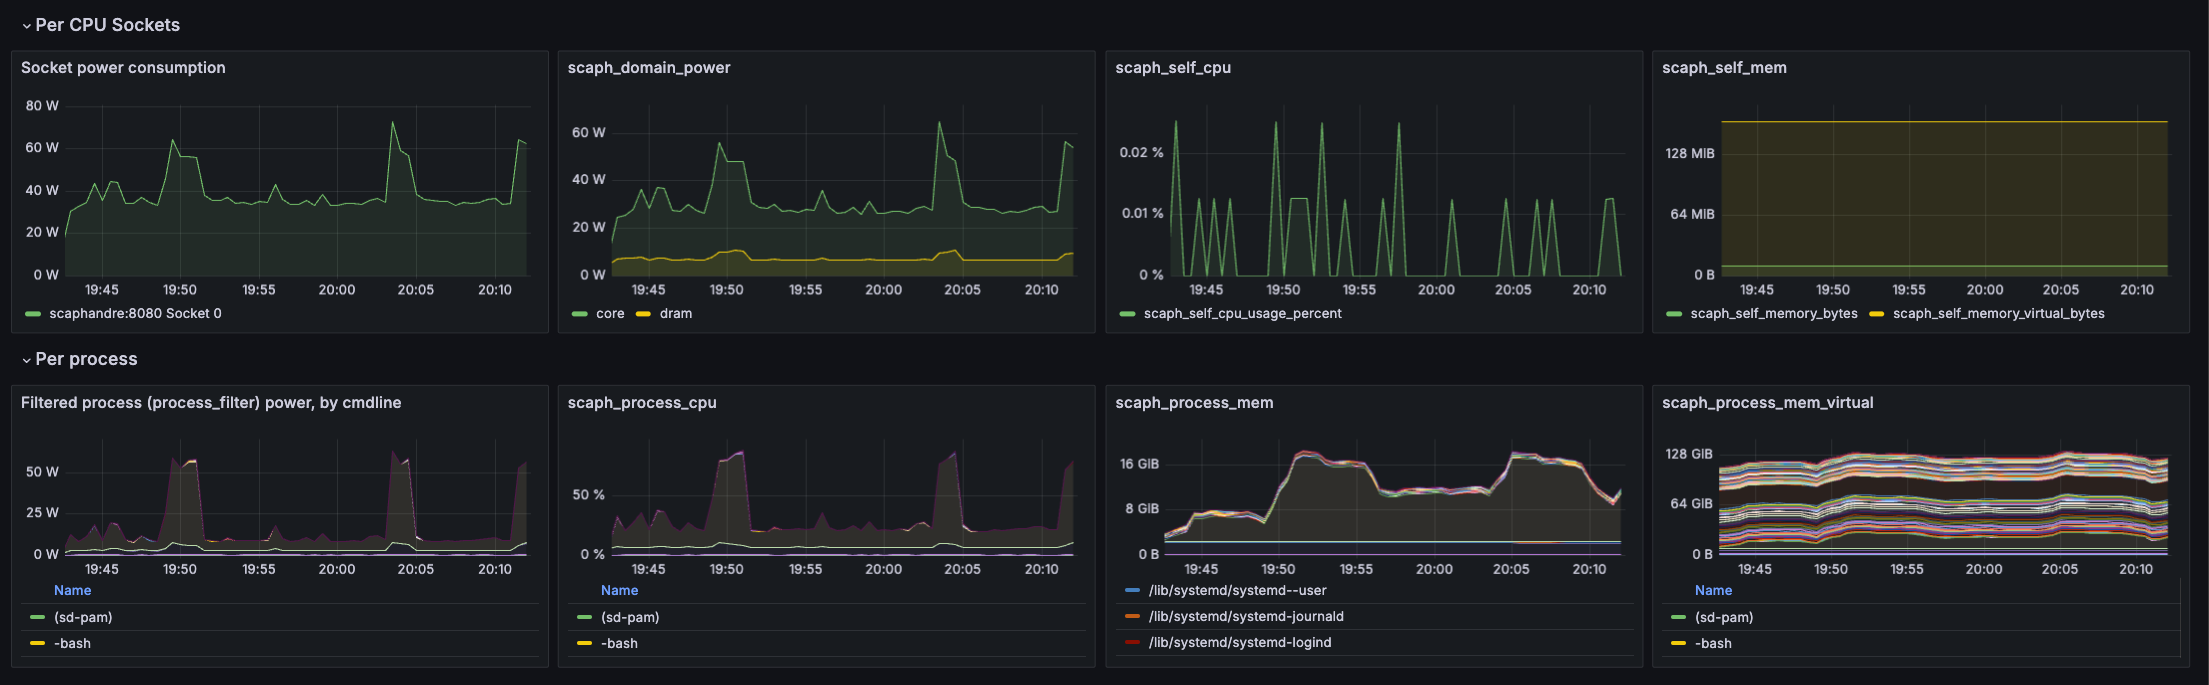 Per CPU Sockets
Socket power consumption
80 W
60 W
40 W
20 W
0 W
19:45 19:50 19:55 20:00 20:05 20:10
scaphandre:8080 Socket 0
scaph_domain_power
60 W
40 W
20 W
0 W
19:45 19:50 19:55 20:00 20:05 20:10
core dram
scaph_self_cpu
0.02 %
0.01 %
0 %
19:45 19:50 19:55 20:00 20:05 20:10
scaph_self_cpu_usage_percent
scaph_self_mem
128 MiB
64 MiB
0 B
19:45 19:50 19:55 20:00 20:05 20:10
scaph_self_memory_bytes scaph_self_memory_virtual_bytes
Per process
Filtered process (process_filter) power, by cmdline
50 W
25 W
0 W
19:45 19:50 19:55 20:00 20:05 20:10
Name
(sd-pam)
-bash
scaph_process_cpu
50 %
0 %
19:45 19:50 19:55 20:00 20:05 20:10
Name
(sd-pam)
-bash
scaph_process_mem
16 GiB
8 GiB
0 B
19:45 19:50 19:55 20:00 20:05 20:10
/lib/systemd/systemd--user
/lib/systemd/systemd-journald
/lib/systemd/systemd-logind
scaph_process_mem_virtual
128 GiB
64 GiB
0 B
19:45 19:50 19:55 20:00 20:05 20:10
Name
(sd-pam)
-bash